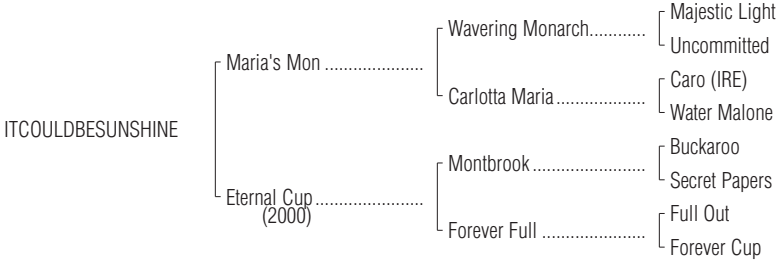 Majestic Light
Wavering Monarch............
Uncommitted
Maria's Mon ......................
Caro (IRE)
Carlotta Maria....................
Water Malone
ITCOULDBESUNSHINE
Buckaroo
Montbrook .........................
Secret Papers
Eternal Cup........................
(2000)
Full Out
Forever Full .......................
Forever Cup